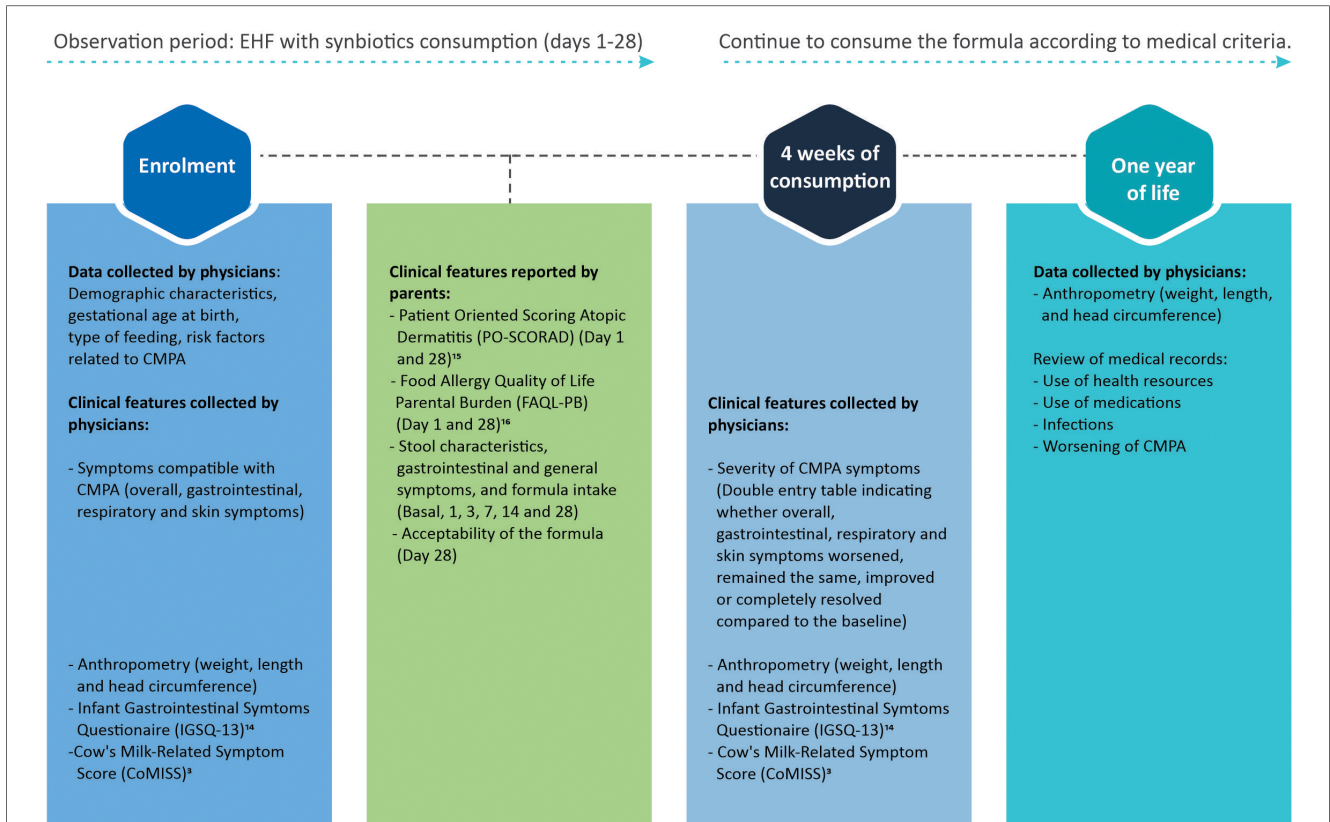 Observation period: EHF with synbiotics consumption (days 1-28)
Continue to consume the formula according to medical criteria.
Enrolment
4 weeks of
consumption
One year
of life
Data collected by physicians:
Demographic characteristics,
gestational age at birth,
type of feeding, risk factors
related to CMPA
Clinical features collected by
physicians:
- Symptoms compatible with
CMPA (overall, gastrointestinal,
respiratory and skin symptoms)
- Anthropometry (weight, length
and head circumference)
- Infant Gastrointestinal Symtoms
Questionaire (IGSQ-13)¹⁴
-Cow's Milk-Related Symptom
Score (CoMISS)³
Clinical features reported by
parents:
- Patient Oriented Scoring Atopic
Dermatitis (PO-SCORAD) (Day 1
and 28)¹⁵
- Food Allergy Quality of Life
Parental Burden (FAQL-PB)
(Day 1 and 28)¹⁶
- Stool characteristics,
gastrointestinal and general
symptoms, and formula intake
(Basal, 1, 3, 7, 14 and 28)
- Acceptability of the formula
(Day 28)
Clinical features collected by
physicians:
- Severity of CMPA symptoms
(Double entry table indicating
whether overall,
gastrointestinal, respiratory and
skin symptoms worsened,
remained the same, improved
or completely resolved
compared to the baseline)
- Anthropometry (weight, length
and head circumference)
- Infant Gastrointestinal Symtoms
Questionaire (IGSQ-13)¹⁴
- Cow's Milk-Related Symptom
Score (CoMISS)³
Data collected by physicians:
- Anthropometry (weight, length,
and head circumference)
Review of medical records:
- Use of health resources
- Use of medications
- Infections
- Worsening of CMPA